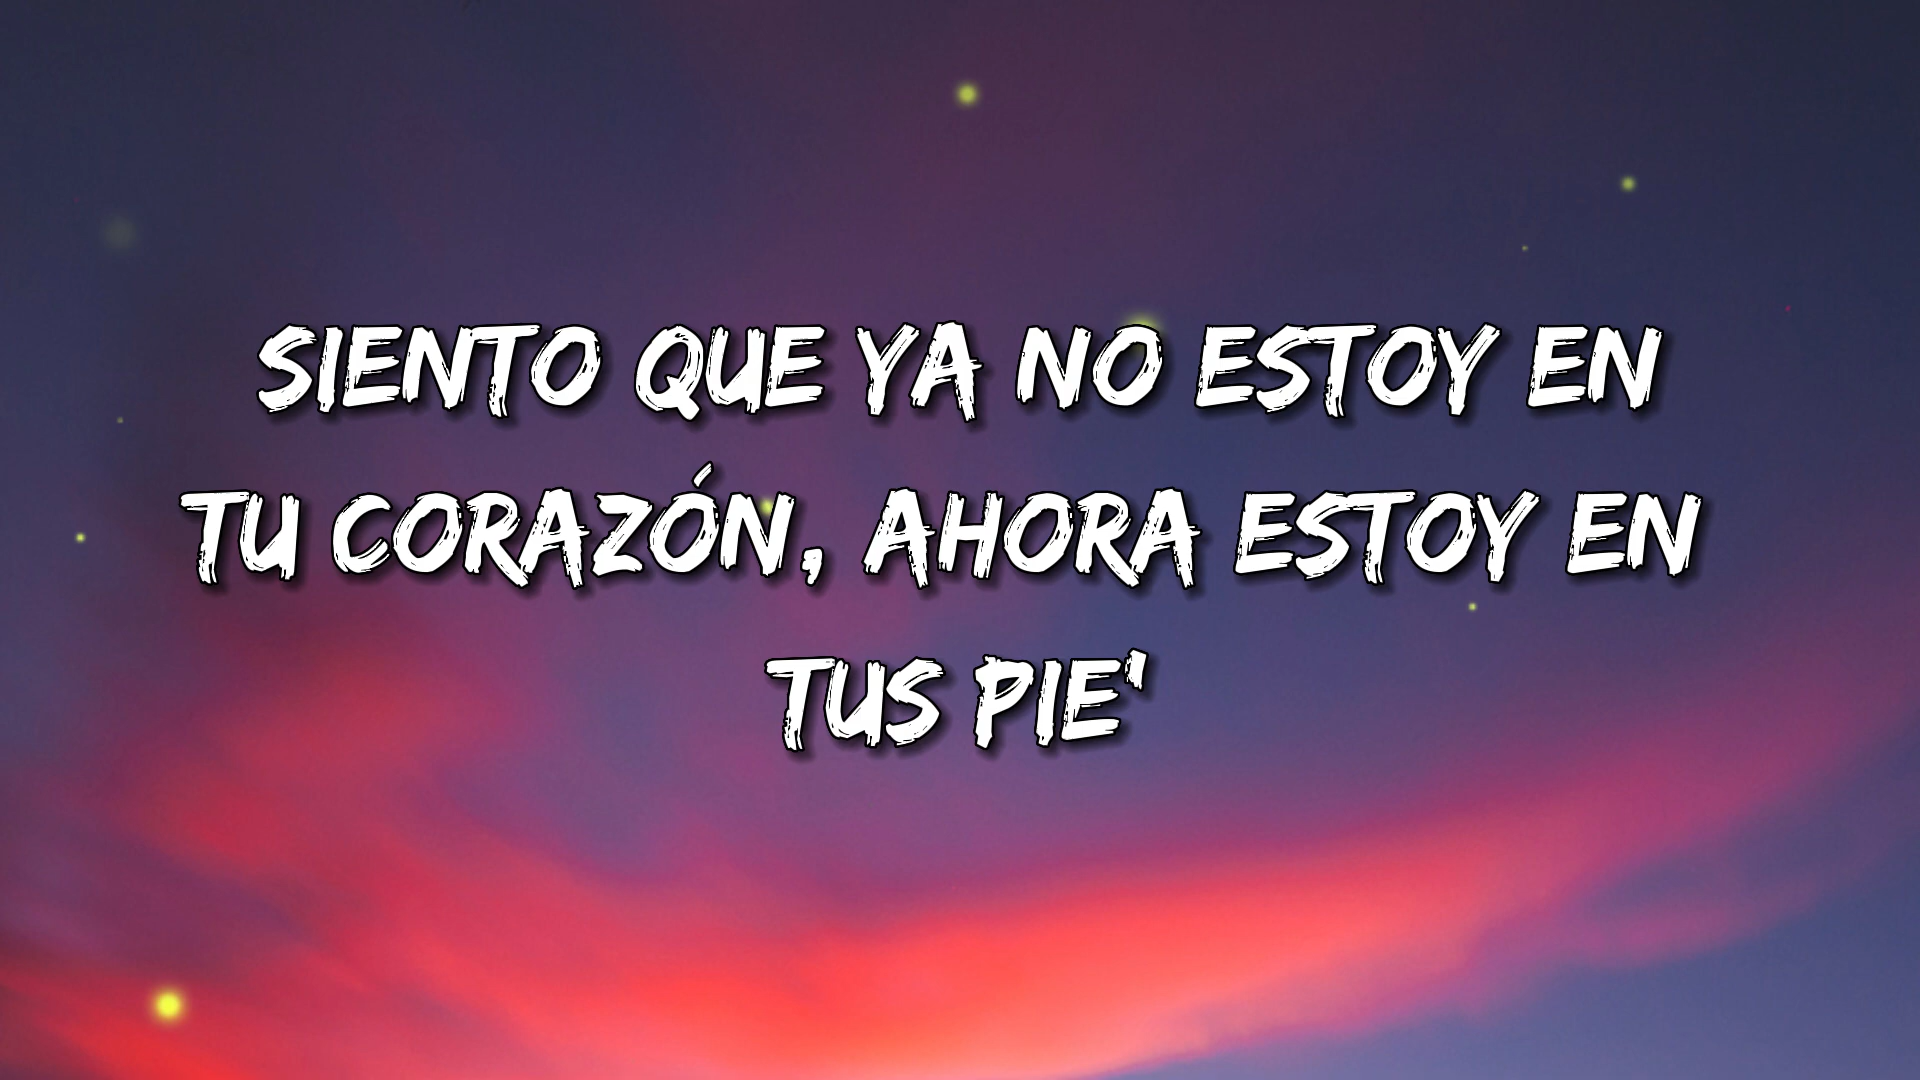 SIENTO QUE YA NO ESTOY EN
TU CORAZÓN, AHORA ESTOY EN
TUS PIE'